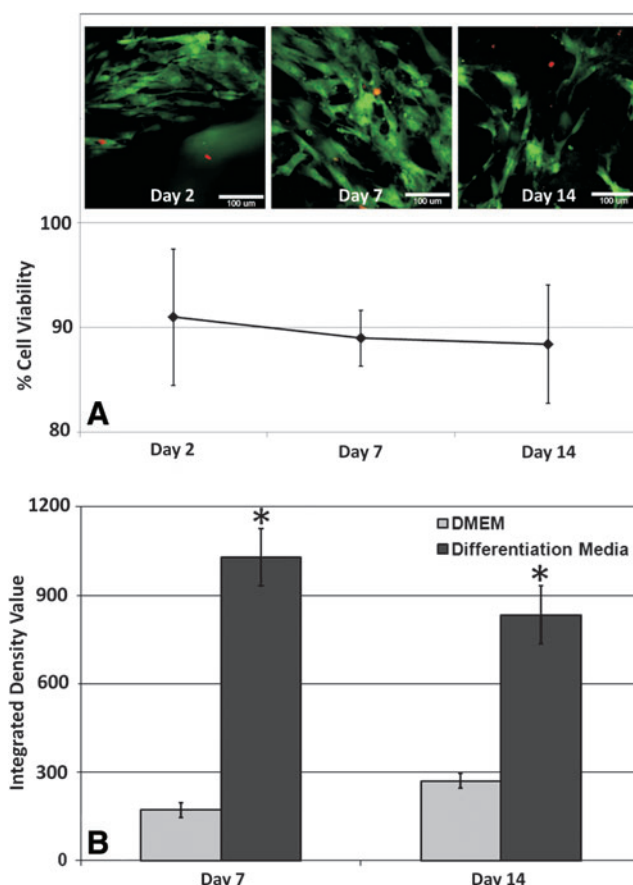 Day 2 Day 7 Day 14
100 um 100 um 100 um
100
90
80
% Cell Viability
A
Day 2 Day 7 Day 14
1200
900
600
300
0
Integrated Density Value
*
*
DMEM
Differentiation Media
B
Day 7 Day 14